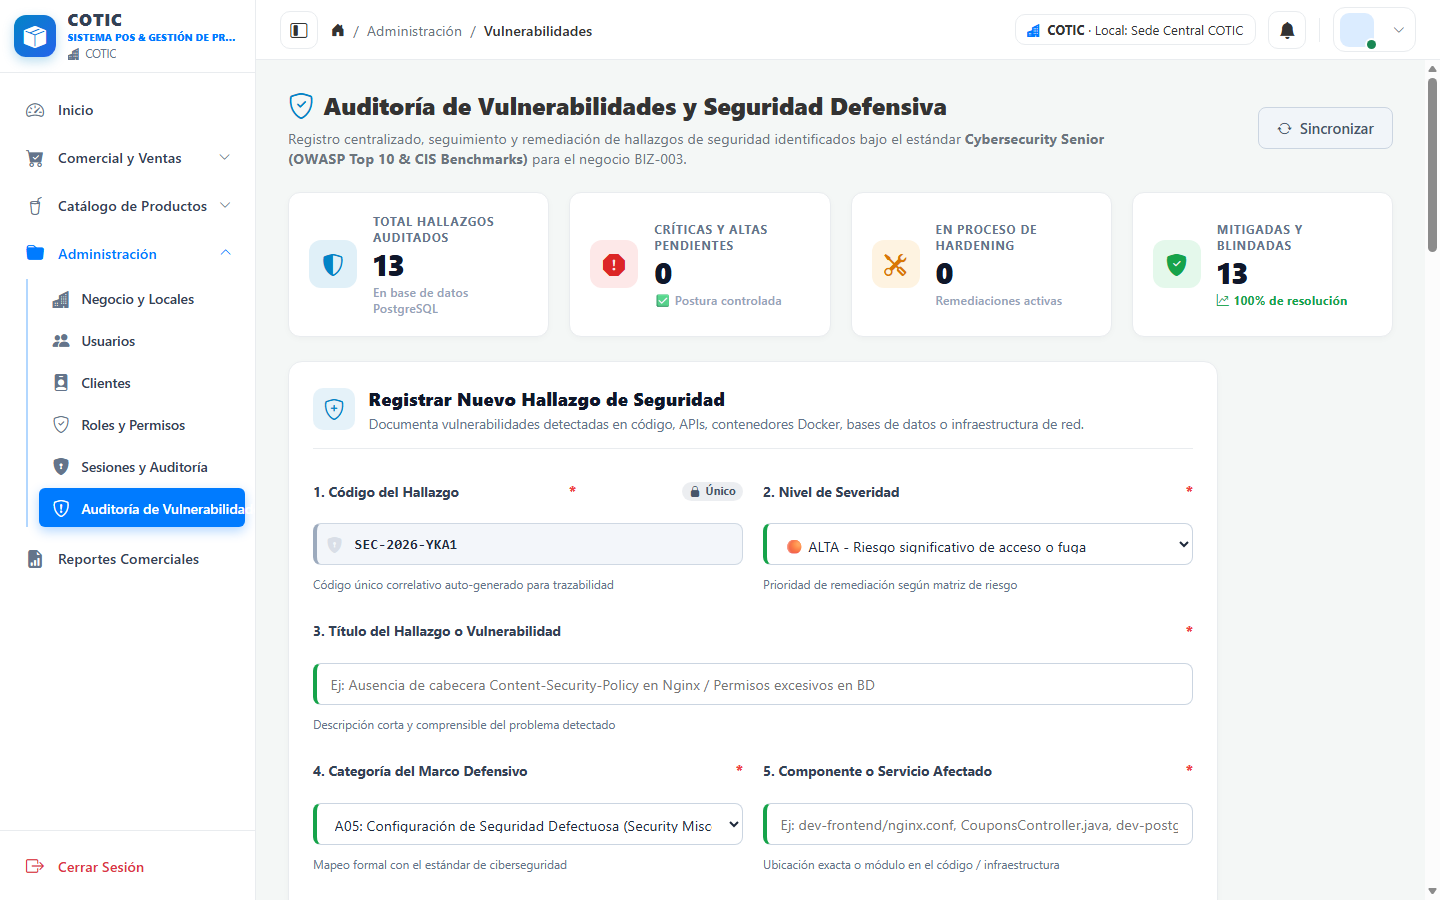 COTIC
SISTEMA POS & GESTIÓN DE PR...
COTIC
Inicio
Comercial y Ventas
Catálogo de Productos
Administración
Negocio y Locales
Usuarios
Clientes
Roles y Permisos
Sesiones y Auditoría
Auditoría de Vulnerabilida
Reportes Comerciales
Cerrar Sesión
/ Administración / Vulnerabilidades
COTIC · Local: Sede Central COTIC
Auditoría de Vulnerabilidades y Seguridad Defensiva
Registro centralizado, seguimiento y remediación de hallazgos de seguridad identificados bajo el estándar Cybersecurity Senior
(OWASP Top 10 & CIS Benchmarks) para el negocio BIZ-003.
Sincronizar
TOTAL HALLAZGOS
AUDITADOS
13
En base de datos
PostgreSQL
CRÍTICAS Y ALTAS
PENDIENTES
0
Postura controlada
EN PROCESO DE
HARDENING
0
Remediaciones activas
MITIGADAS Y
BLINDADAS
13
100% de resolución
Registrar Nuevo Hallazgo de Seguridad
Documenta vulnerabilidades detectadas en código, APIs, contenedores Docker, bases de datos o infraestructura de red.
1. Código del Hallazgo * Único
SEC-2026-YKA1
Código único correlativo auto-generado para trazabilidad
2. Nivel de Severidad *
ALTA - Riesgo significativo de acceso o fuga
Prioridad de remediación según matriz de riesgo
3. Título del Hallazgo o Vulnerabilidad *
Ej: Ausencia de cabecera Content-Security-Policy en Nginx / Permisos excesivos en BD
Descripción corta y comprensible del problema detectado
4. Categoría del Marco Defensivo *
A05: Configuración de Seguridad Defectuosa (Security Misc
Mapeo formal con el estándar de ciberseguridad
5. Componente o Servicio Afectado *
Ej: dev-frontend/nginx.conf, CouponsController.java, dev-postg
Ubicación exacta o módulo en el código / infraestructura